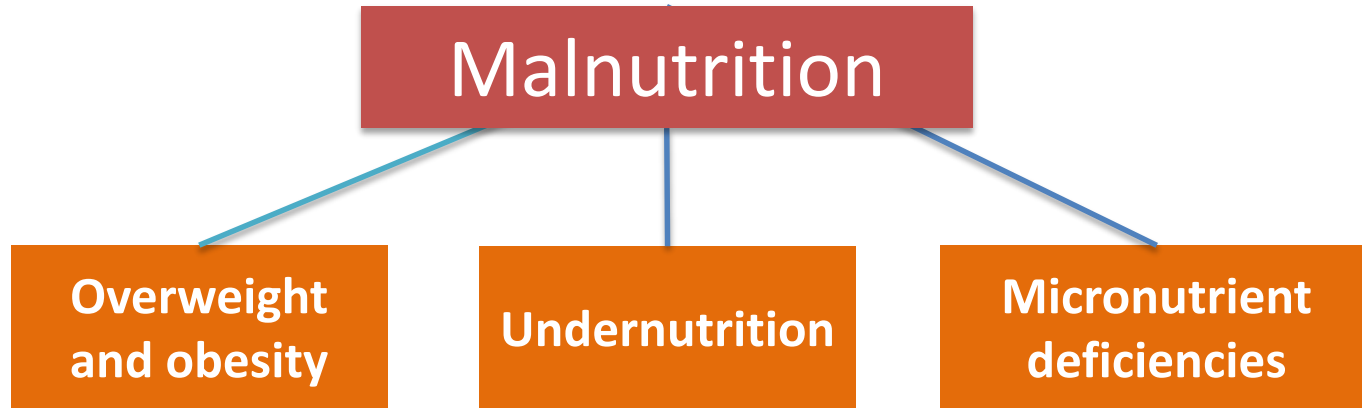 Malnutrition
Overweight
and obesity
Undernutrition
Micronutrient
deficiencies